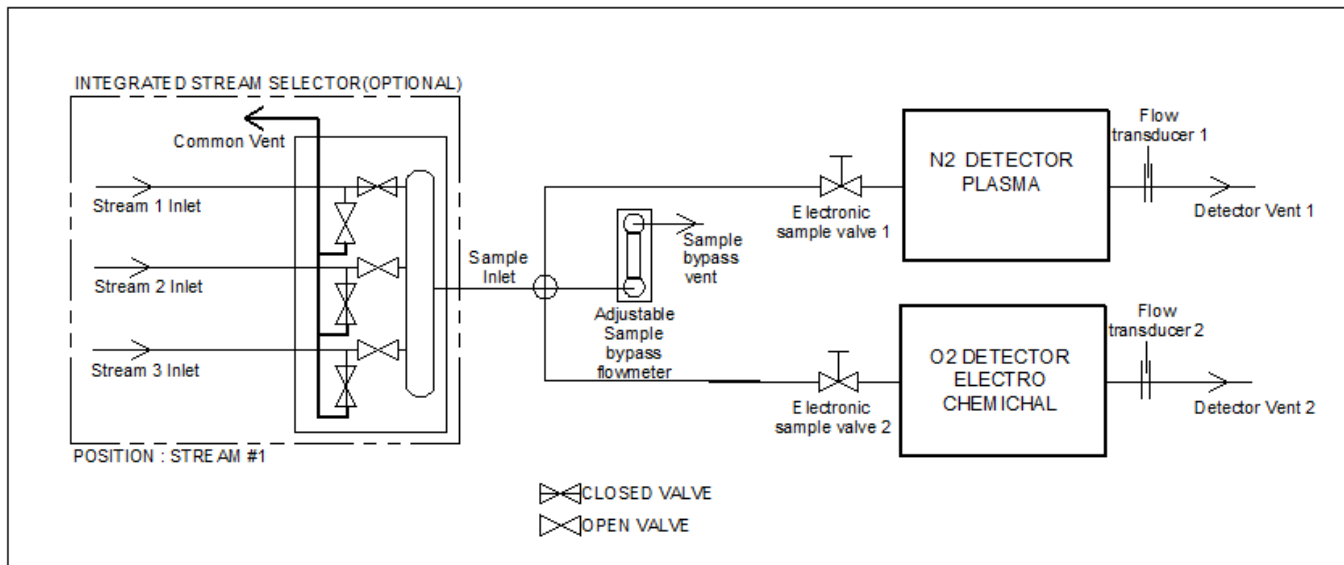 INTEGRATED STREAM SELECTOR(OPTIONAL)
Common Vent
Stream 1 Inlet
Stream 2 Inlet
Stream 3 Inlet
POSITION : STREAM #1
Sample
Inlet
Adjustable
Sample
bypass
flowmeter
Sample
bypass
vent
Electronic
sample valve 1
N2 DETECTOR
PLASMA
Flow
transducer 1
Detector Vent 1
Electronic
sample valve 2
O2 DETECTOR
ELECTRO
CHEMICHAL
Flow
transducer 2
Detector Vent 2
CLOSED VALVE
OPEN VALVE